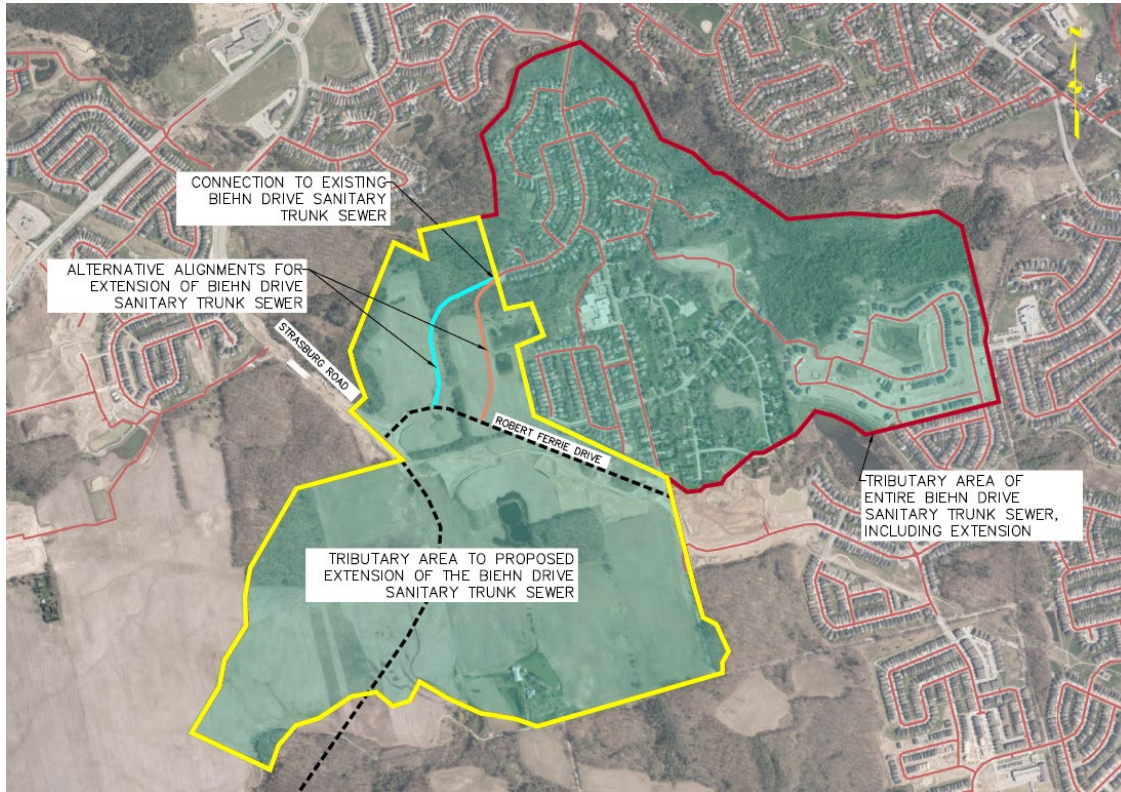 CONNECTION TO EXISTING
BIEHN DRIVE SANITARY
TRUNK SEWER
ALTERNATIVE ALIGNMENTS FOR
EXTENSION OF BIEHN DRIVE
SANITARY TRUNK SEWER
STRASBURG ROAD
ROBERT FERRIE DRIVE
TRIBUTARY AREA OF
ENTIRE BIEHN DRIVE
SANITARY TRUNK SEWER,
INCLUDING EXTENSION
TRIBUTARY AREA TO PROPOSED
EXTENSION OF THE BIEHN DRIVE
SANITARY TRUNK SEWER